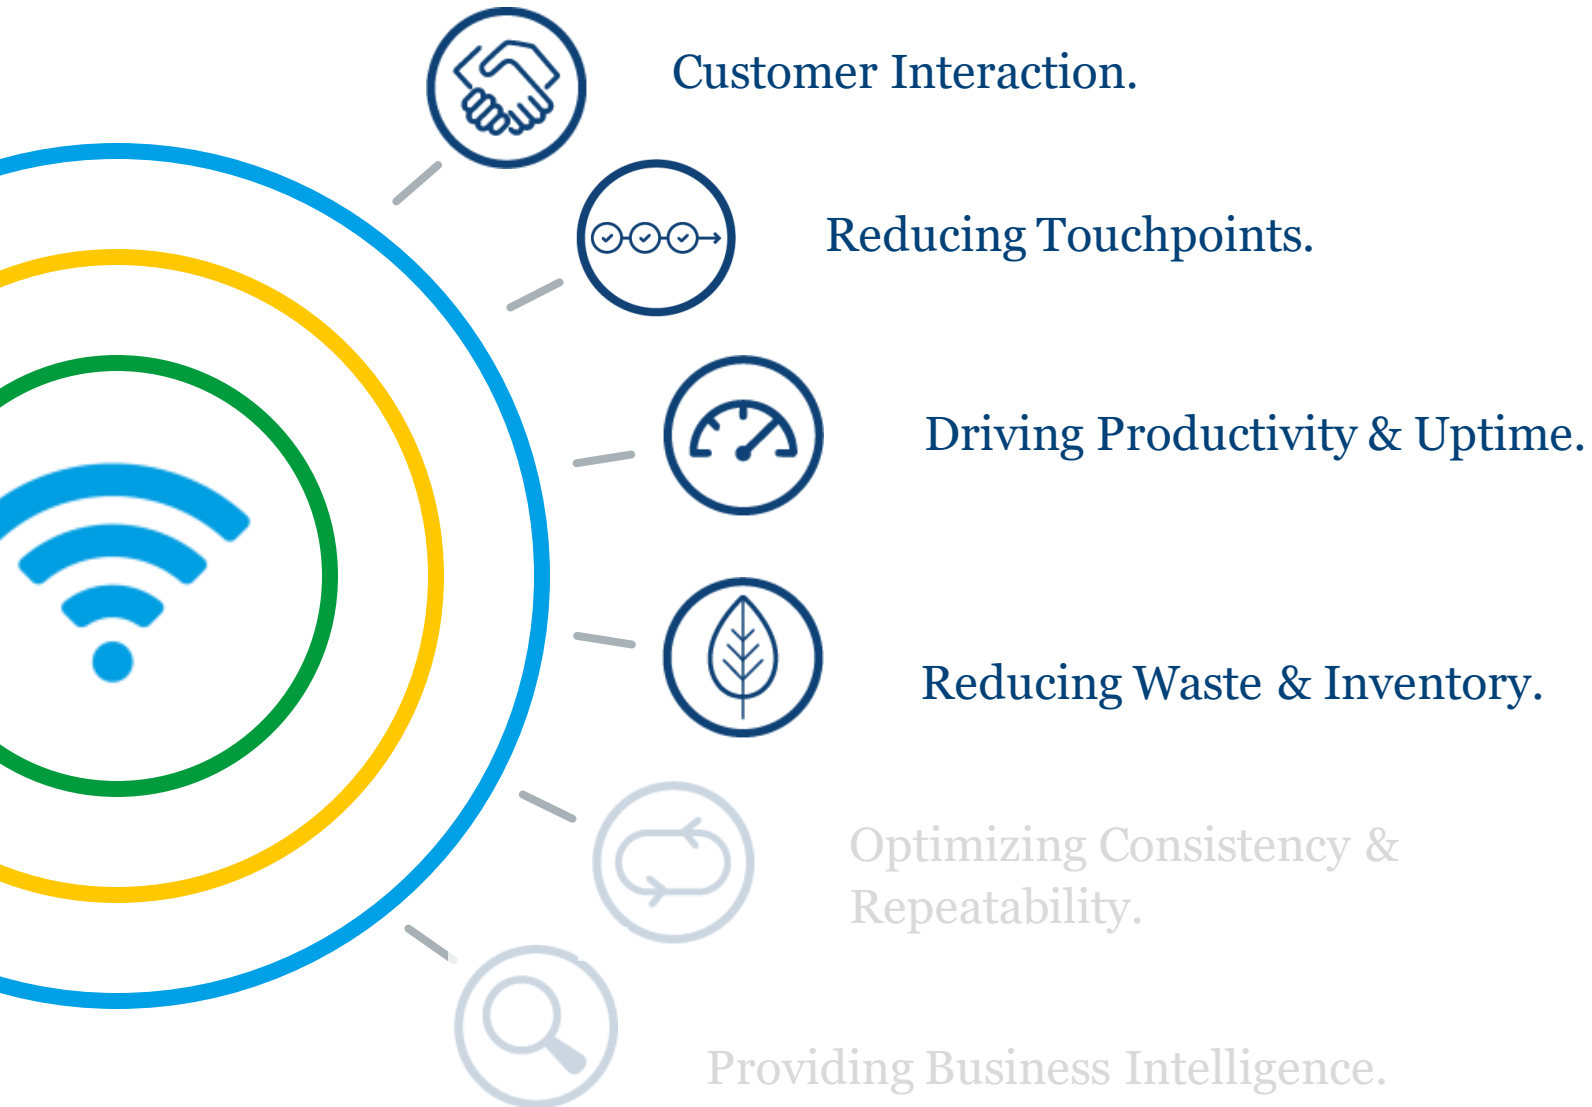 Customer Interaction.
Reducing Touchpoints.
Driving Productivity & Uptime.
Reducing Waste & Inventory.
Optimizing Consistency &
Repeatability.
Providing Business Intelligence.